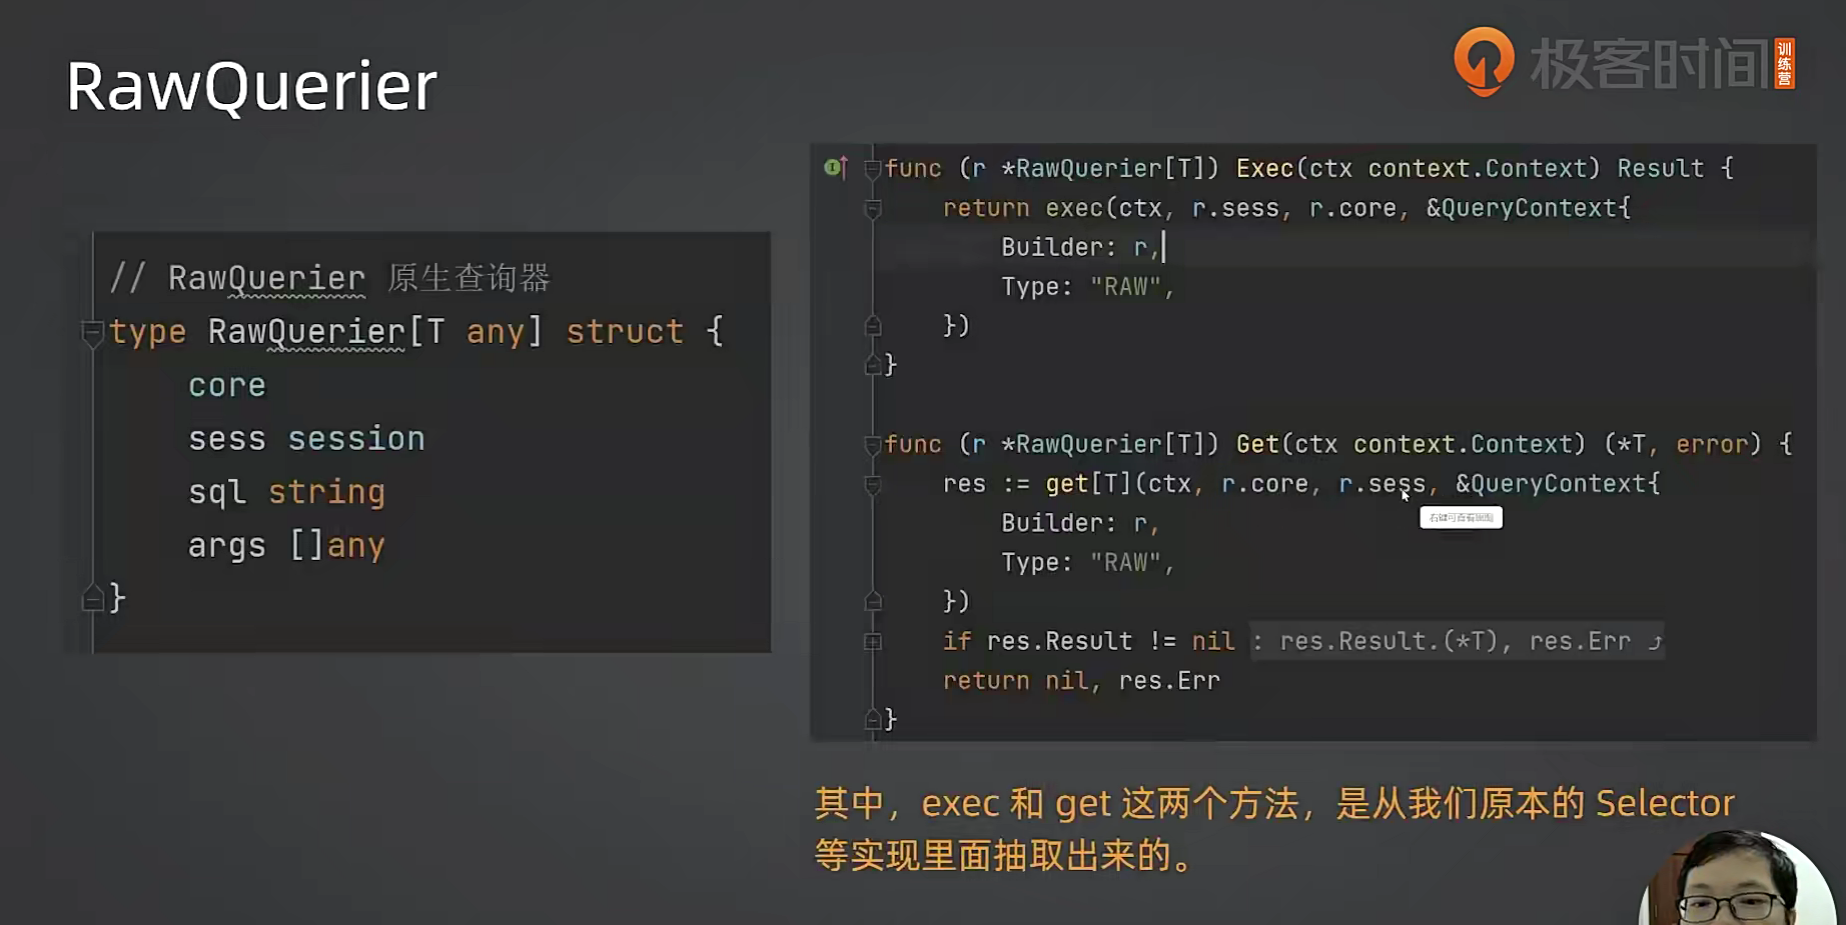 RawQuerier
极客时间
训练营
// RawQuerier 原生查询器
type RawQuerier[T any] struct {
core
sess session
sql string
args []any
}
func (r *RawQuerier[T]) Exec(ctx context.Context) Result {
return exec(ctx, r.sess, r.core, &QueryContext{
Builder: r,
Type: "RAW",
})
}
func (r *RawQuerier[T]) Get(ctx context.Context) (*T, error) {
res := get[T](ctx, r.core, r.sess, &QueryContext{
Builder: r,
Type: "RAW",
})
if res.Result != nil : res.Result.(*T), res.Err
return nil, res.Err
}
其中，exec 和 get 这两个方法，是从我们原本的 Selector
等实现里面抽取出来的。